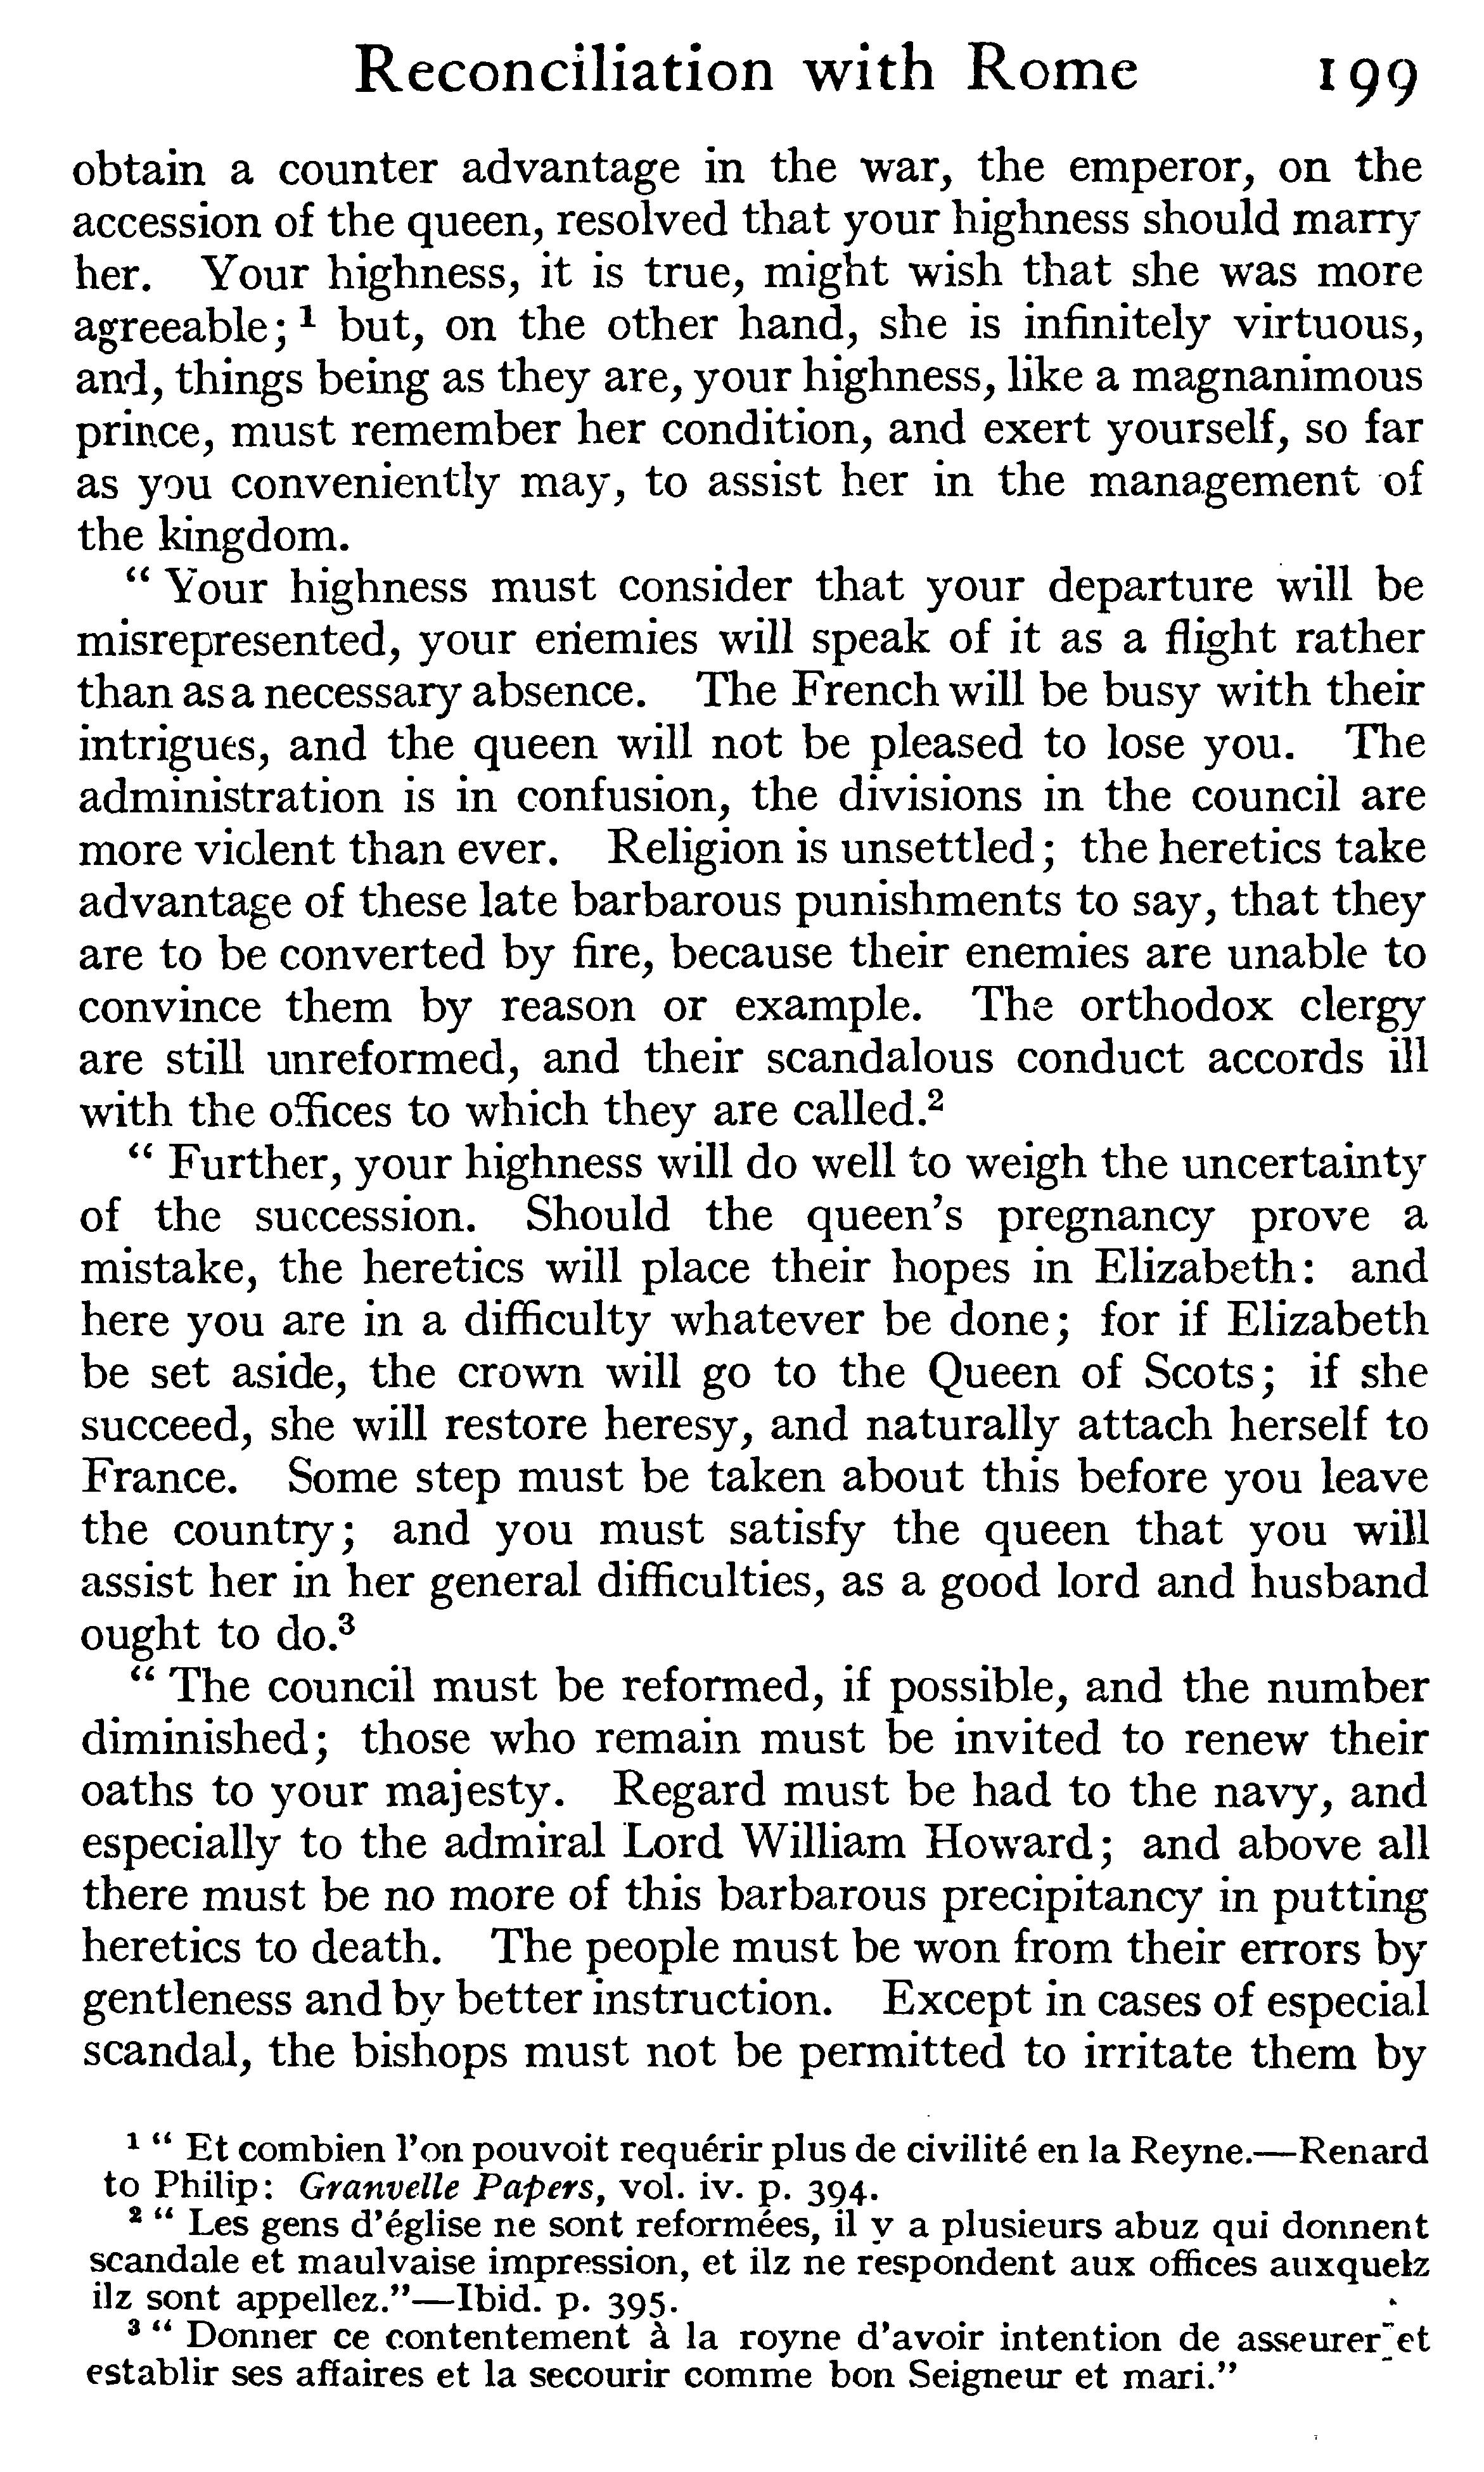 Reconciliation with Rome 199
obtain a counter advantage in the war, the emperor, on the
accession of the queen, resolved that your highness should marry
her. Your highness, it is true, might wish that she was more
agreeable; ¹ but, on the other hand, she is infinitely virtuous,
and, things being as they are, your highness, like a magnanimous
prince, must remember her condition, and exert yourself, so far
as you conveniently may, to assist her in the management of
the kingdom.
“ Your highness must consider that your departure will be
misrepresented, your enemies will speak of it as a flight rather
than as a necessary absence. The French will be busy with their
intrigues, and the queen will not be pleased to lose you. The
administration is in confusion, the divisions in the council are
more violent than ever. Religion is unsettled; the heretics take
advantage of these late barbarous punishments to say, that they
are to be converted by fire, because their enemies are unable to
convince them by reason or example. The orthodox clergy
are still unreformed, and their scandalous conduct accords ill
with the offices to which they are called.²
“ Further, your highness will do well to weigh the uncertainty
of the succession. Should the queen's pregnancy prove a
mistake, the heretics will place their hopes in Elizabeth: and
here you are in a difficulty whatever be done; for if Elizabeth
be set aside, the crown will go to the Queen of Scots; if she
succeed, she will restore heresy, and naturally attach herself to
France. Some step must be taken about this before you leave
the country; and you must satisfy the queen that you will
assist her in her general difficulties, as a good lord and husband
ought to do.³
“ The council must be reformed, if possible, and the number
diminished; those who remain must be invited to renew their
oaths to your majesty. Regard must be had to the navy, and
especially to the admiral Lord William Howard; and above all
there must be no more of this barbarous precipitancy in putting
heretics to death. The people must be won from their errors by
gentleness and by better instruction. Except in cases of especial
scandal, the bishops must not be permitted to irritate them by
¹ “ Et combien l'on pouvoit requérir plus de civilité en la Reyne.—Renard
to Philip: Granvelle Papers, vol. iv. p. 394.
² “ Les gens d'église ne sont reformées, il y a plusieurs abuz qui donnent
scandale et maulvaise impression, et ilz ne respondent aux offices auxquelz
ilz sont appellez.”—Ibid. p. 395.
³ “ Donner ce contentement à la royne d'avoir intention de asseurer et
establir ses affaires et la secourir comme bon Seigneur et mari.”